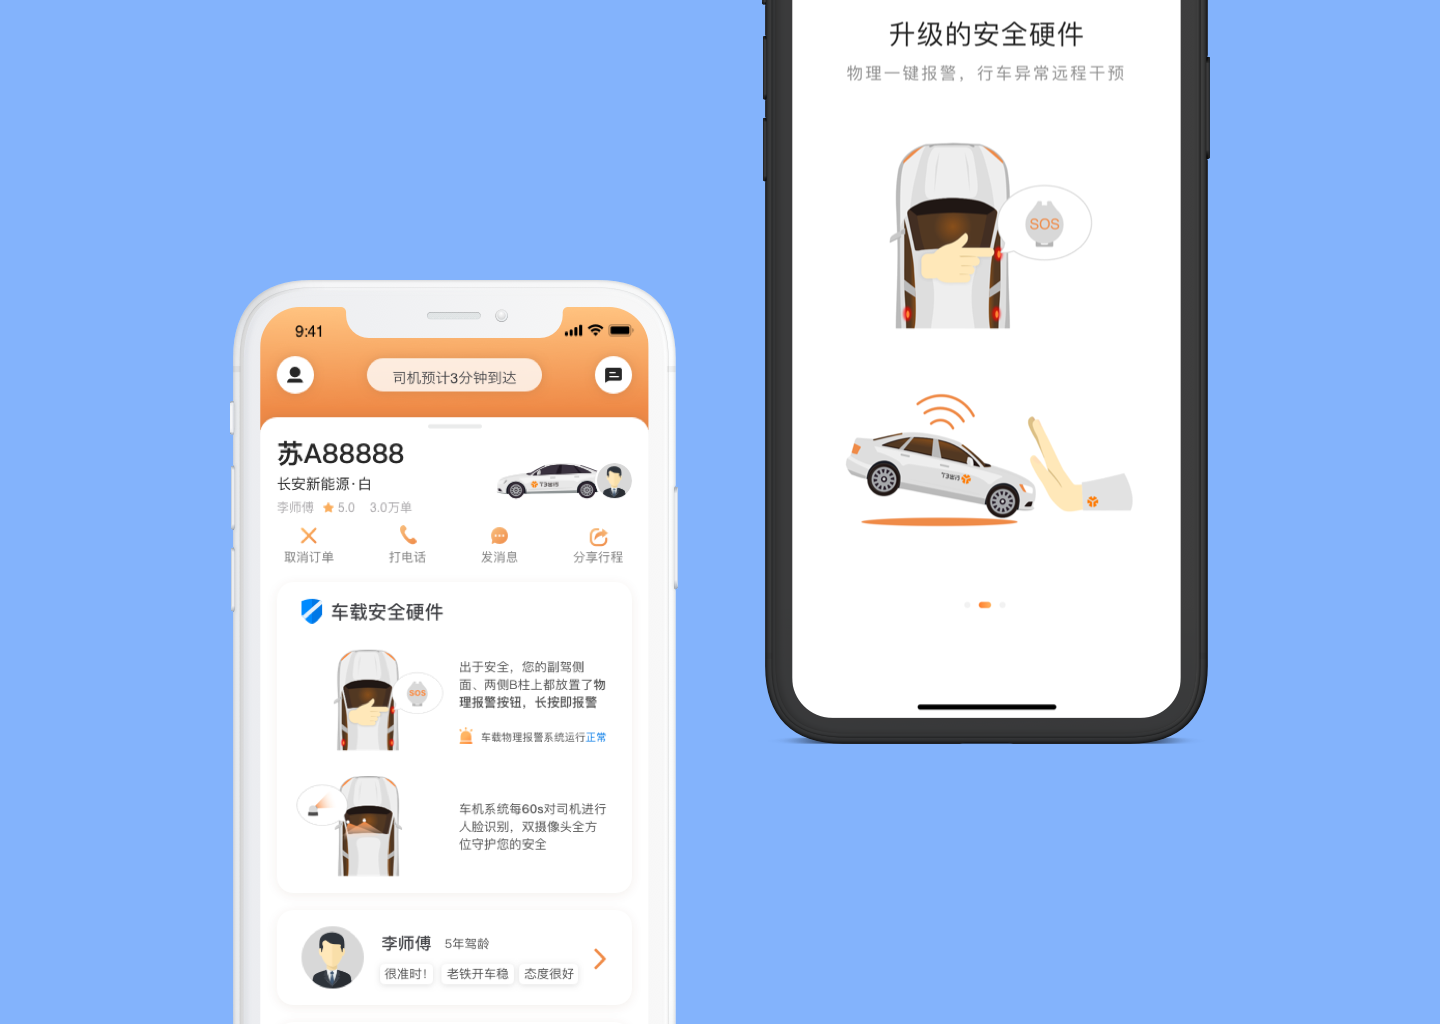 升级的安全硬件
物理一键报警，行车异常远程干预
SOS
T3出行
9:41
司机预计3分钟到达
苏A88888
长安新能源·白
李师傅 5.0 3.0万单
T3出行
取消订单 打电话 发消息 分享行程
车载安全硬件
出于安全，您的副驾侧
面、两侧B柱上都放置了物
理报警按钮，长按即报警
SOS
车载物理报警系统运行正常
车机系统每60s对司机进行
人脸识别，双摄像头全方
位守护您的安全
李师傅 5年驾龄
很准时！ 老铁开车稳 态度很好